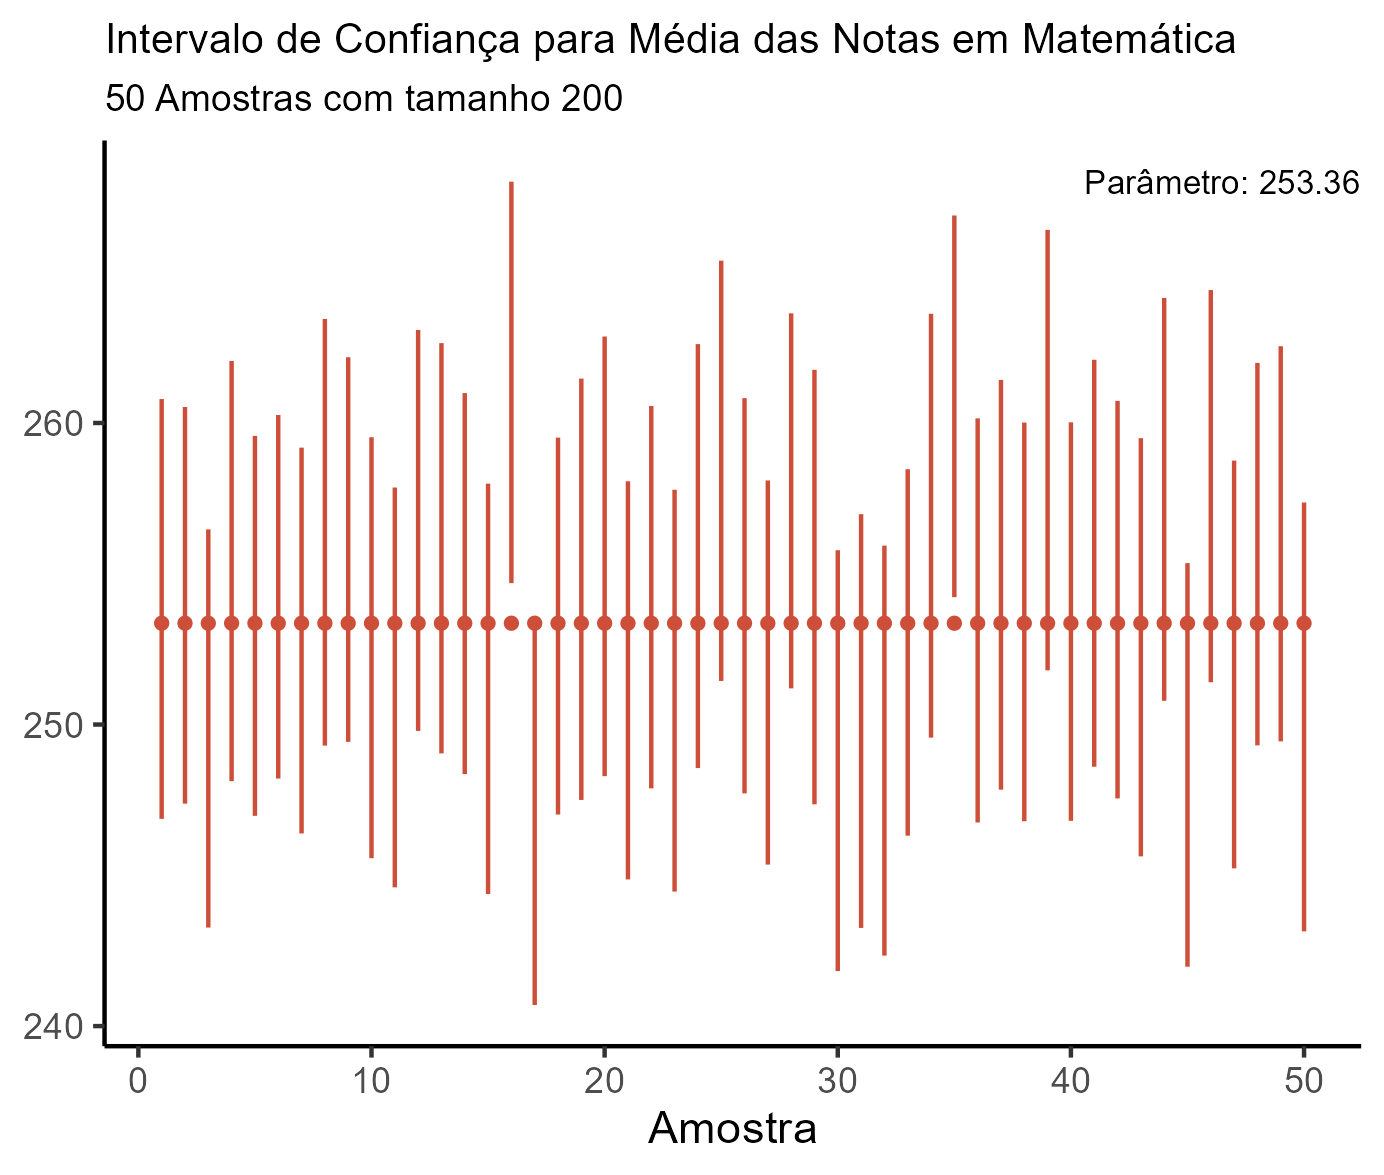 Intervalo de Confiança para Média das Notas em Matemática
50 Amostras com tamanho 200
Parâmetro: 253.36
260
250
240
0 10 20 30 40 50
Amostra